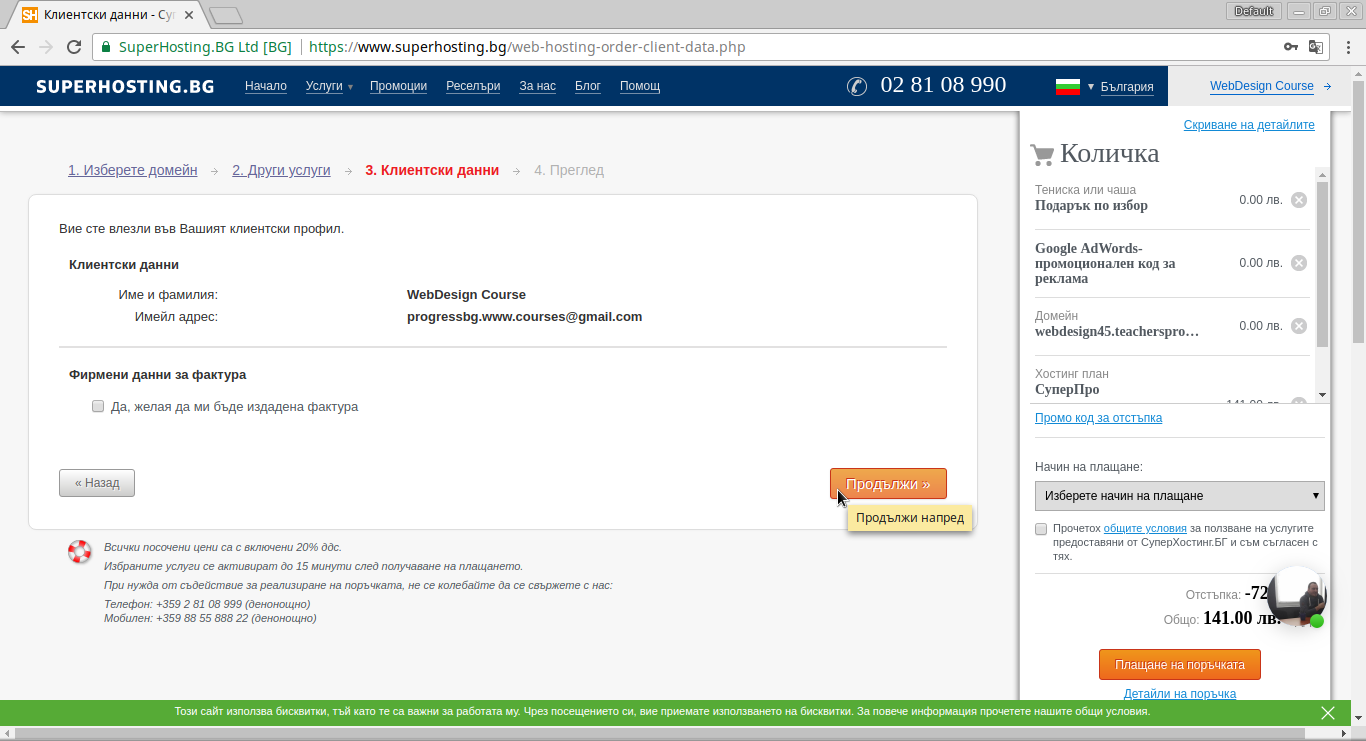 Клиентски данни - Су
Default
SuperHosting.BG Ltd [BG]
https://www.superhosting.bg/web-hosting-order-client-data.php
SUPERHOSTING.BG
Начало
Услуги
Промоции
Реселъри
За нас
Блог
Помощ
02 81 08 990
България
WebDesign Course
1. Изберете домейн
2. Други услуги
3. Клиентски данни
4. Преглед
Вие сте влезли във Вашият клиентски профил.
Клиентски данни
Име и фамилия: WebDesign Course
Имейл адрес: progressbg.www.courses@gmail.com
Фирмени данни за фактура
Да, желая да ми бъде издадена фактура
« Назад
Продължи »
Продължи напред
Всички посочени цени са с включени 20% ддс.
Избраните услуги се активират до 15 минути след получаване на плащането.
При нужда от съдействие за реализиране на поръчката, не се колебайте да се свържете с нас:
Телефон: +359 2 81 08 999 (денонощно)
Мобилен: +359 88 55 888 22 (денонощно)
Скриване на детайлите
Количка
Тениска или чаша
Подарък по избор
0.00 лв.
Google AdWords-
промоционален код за
реклама
0.00 лв.
Домейн
webdesign45.teacherspro…
0.00 лв.
Хостинг план
СуперПро
141.00 лв.
Промо код за отстъпка
Начин на плащане:
Изберете начин на плащане
Прочетох общите условия за ползване на услугите
предоставяни от СуперХостинг.БГ и съм съгласен с
тях.
Отстъпка: -72
Общо: 141.00 лв.
Плащане на поръчката
Детайли на поръчка
Този сайт използва бисквитки, тъй като те са важни за работата му. Чрез посещението си, вие приемате използването на бисквитки. За повече информация прочетете нашите общи условия.